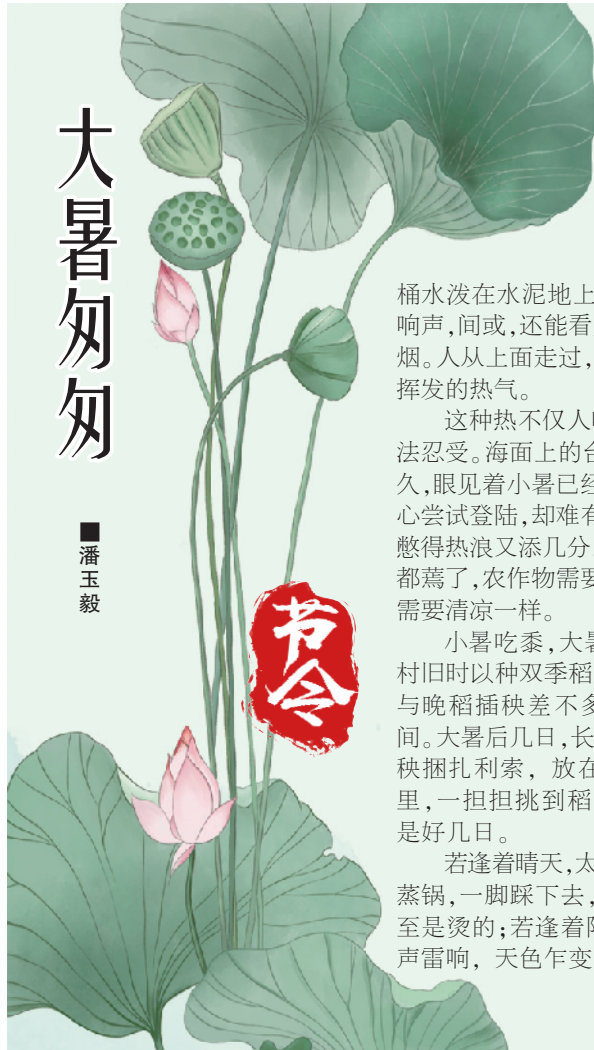 大暑匆匆
■潘玉毅
节令
桶水泼在水泥地上
响声,间或,还能看
烟。人从上面走过,
挥发的热气。
这种热不仅人
法忍受。海面上的台
久,眼见着小暑已经
心尝试登陆,却难有
憋得热浪又添几分
都蔫了,农作物需要
需要清凉一样。
小暑吃黍,大暑
村旧时以种双季稻
与晚稻插秧差不多
间。大暑后几日,长
秧捆扎利索,放在
里,一担担挑到稻
是好几日。
若逢着晴天,太
蒸锅,一脚踩下去,
至是烫的;若逢着阵
声雷响,天色乍变